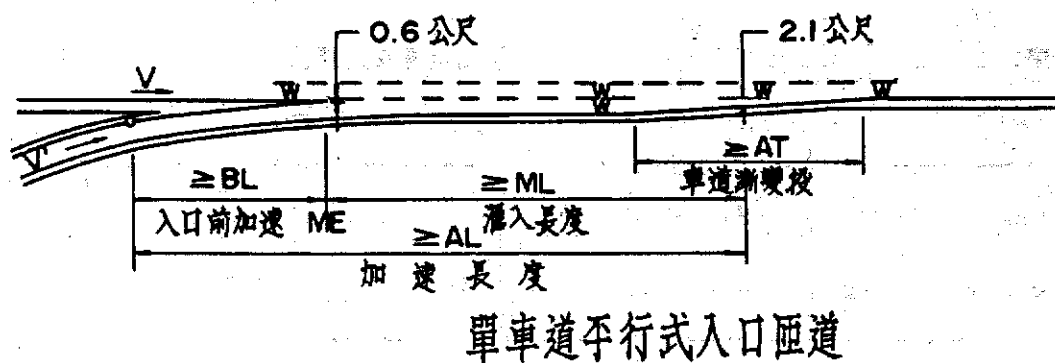 0.6 公尺
2.1 公尺
V
W
W
W
W
W
V'
≧BL
≧ML
≧AT
車道漸變段
入口前加速
ME
滙入長度
≧AL
加速長度
單車道平行式入口匝道